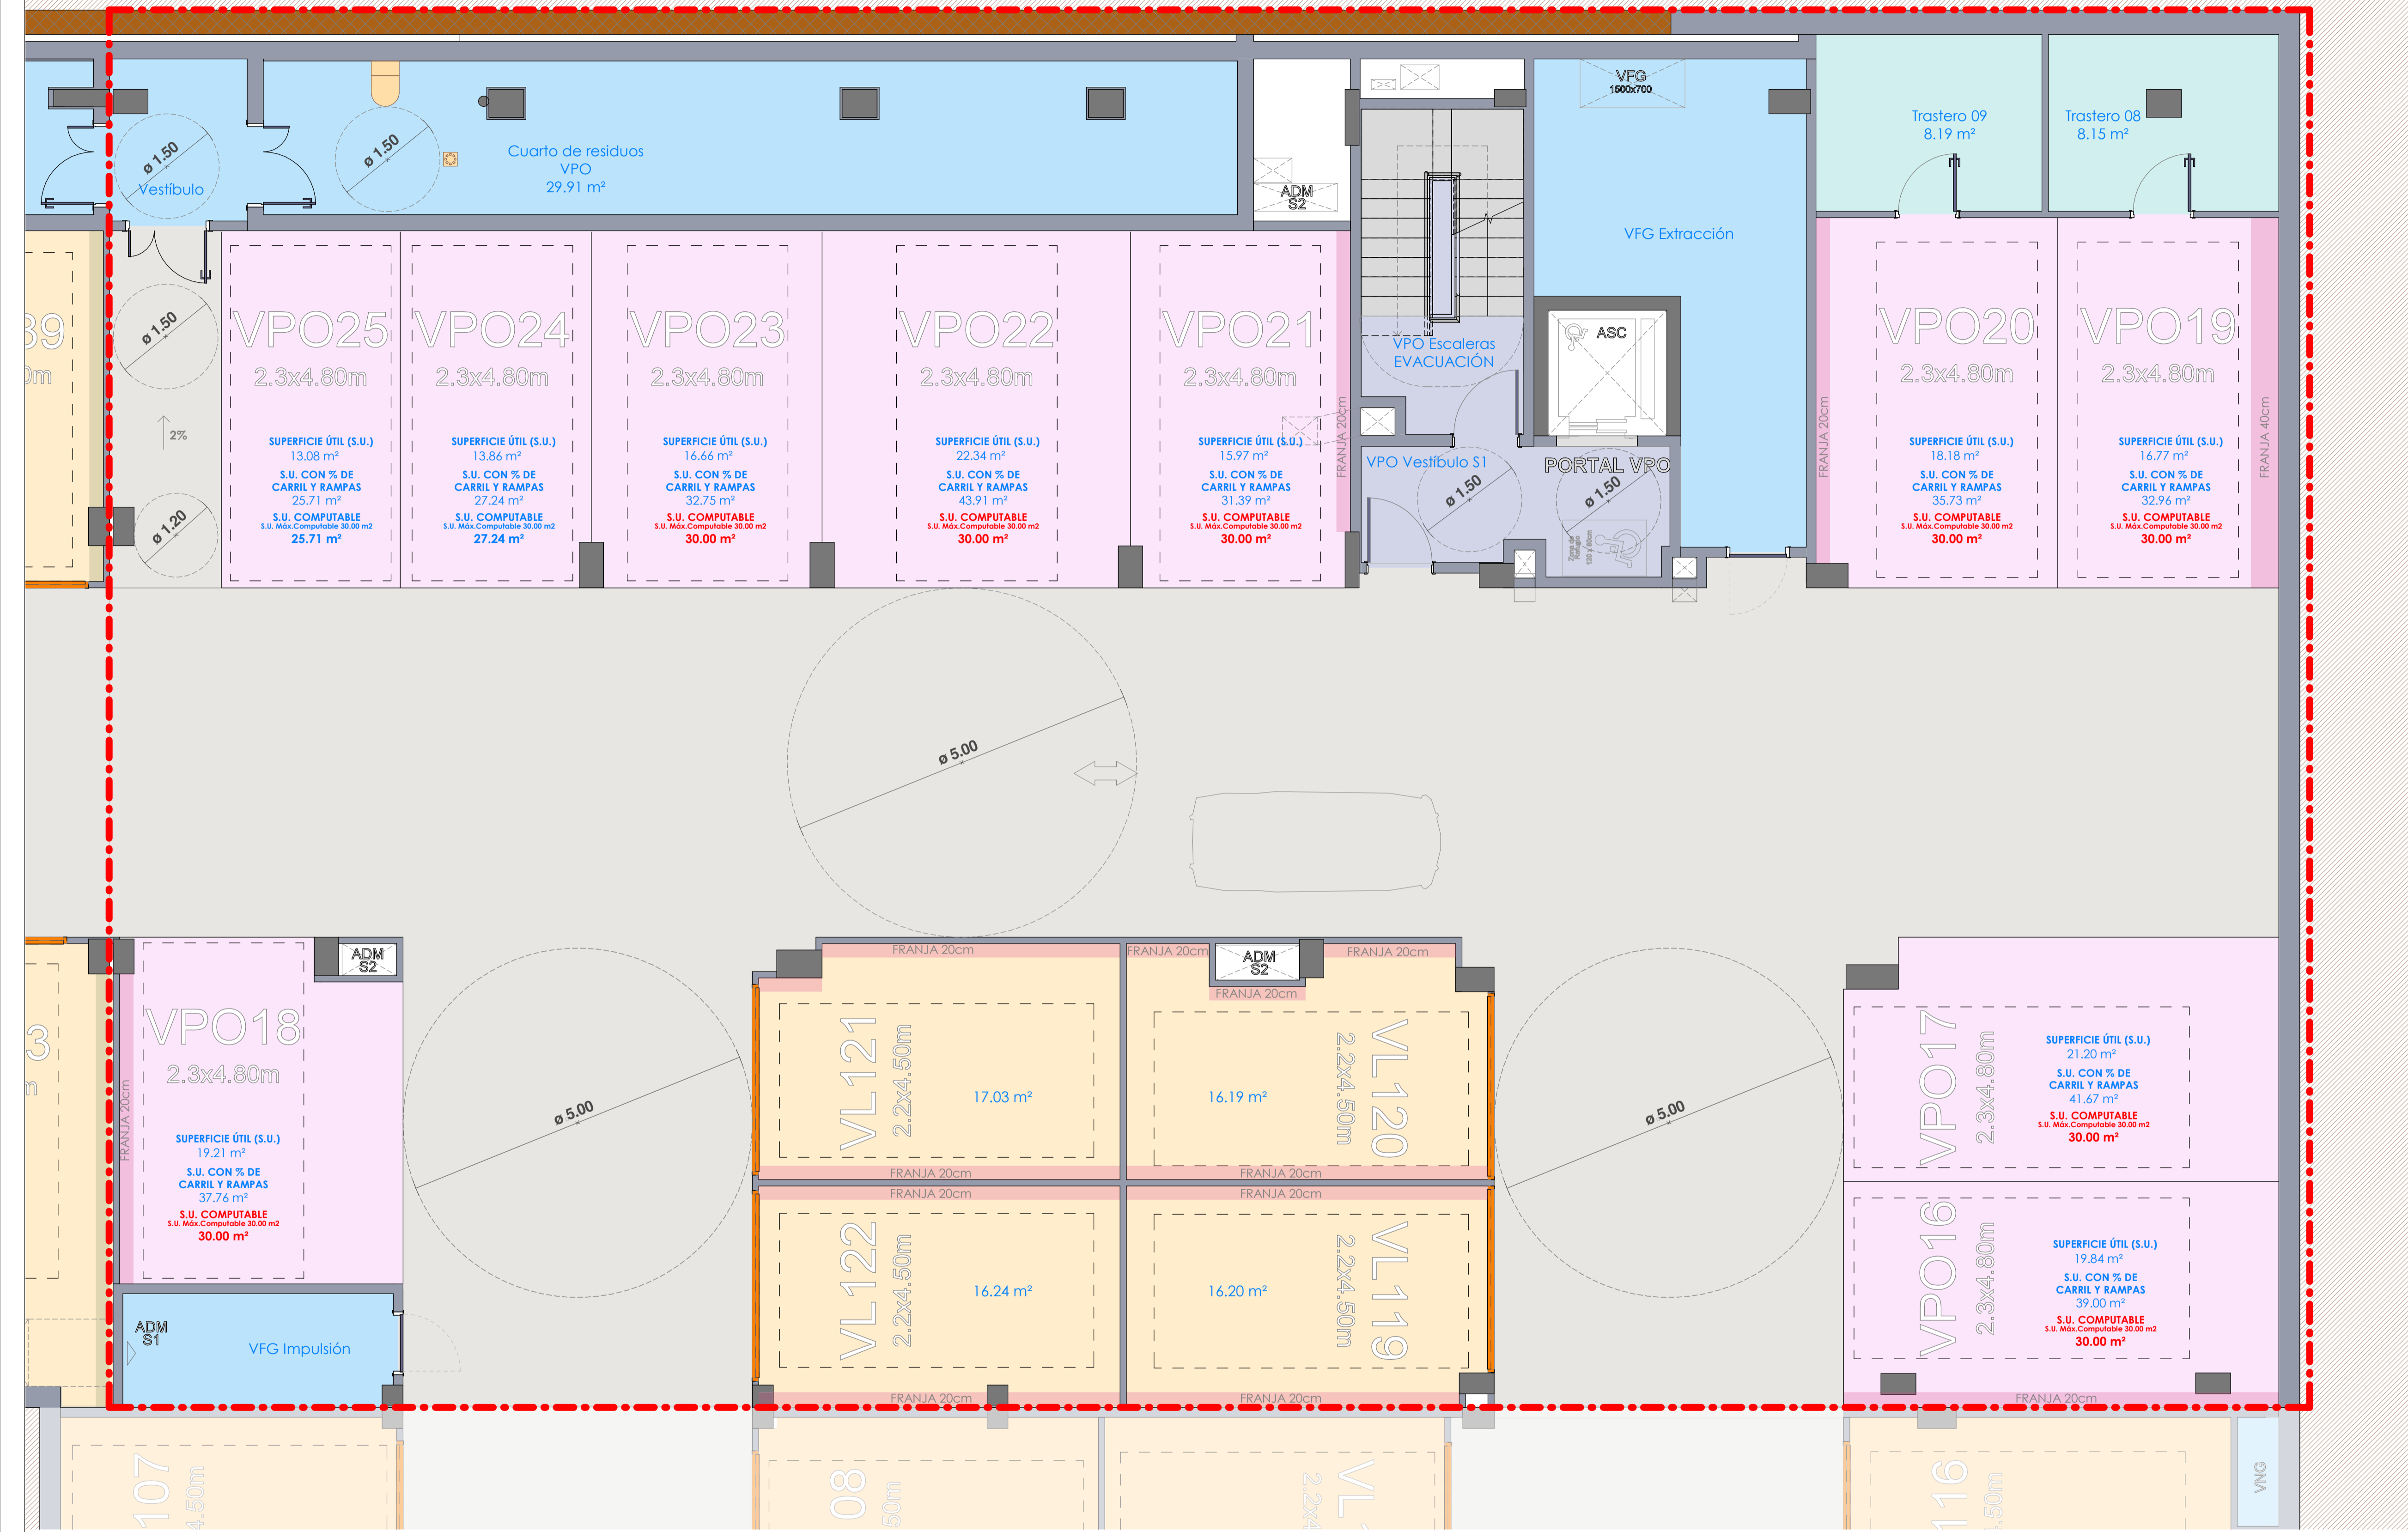 VFG
1500x700
Trastero 09
8.19 m²
Trastero 08
8.15 m²
ø 1.50
Vestíbulo
ø 1.50
Cuarto de residuos
VPO
29.91 m²
ADM
S2
VFG Extracción
39
0m
ø 1.50
2%
ø 1.20
VPO25
2.3x4.80m
SUPERFICIE ÚTIL (S.U.)
13.08 m²
S.U. CON % DE
CARRIL Y RAMPAS
25.71 m²
S.U. COMPUTABLE
S.U. Máx.Computable 30.00 m2
25.71 m²
VPO24
2.3x4.80m
SUPERFICIE ÚTIL (S.U.)
13.86 m²
S.U. CON % DE
CARRIL Y RAMPAS
27.24 m²
S.U. COMPUTABLE
S.U. Máx.Computable 30.00 m2
27.24 m²
VPO23
2.3x4.80m
SUPERFICIE ÚTIL (S.U.)
16.66 m²
S.U. CON % DE
CARRIL Y RAMPAS
32.75 m²
S.U. COMPUTABLE
S.U. Máx.Computable 30.00 m2
30.00 m²
VPO22
2.3x4.80m
SUPERFICIE ÚTIL (S.U.)
22.34 m²
S.U. CON % DE
CARRIL Y RAMPAS
43.91 m²
S.U. COMPUTABLE
S.U. Máx.Computable 30.00 m2
30.00 m²
VPO21
2.3x4.80m
SUPERFICIE ÚTIL (S.U.)
15.97 m²
S.U. CON % DE
CARRIL Y RAMPAS
31.39 m²
S.U. COMPUTABLE
S.U. Máx.Computable 30.00 m2
30.00 m²
FRANJA 20cm
VPO Escaleras
EVACUACIÓN
ASC
VPO Vestíbulo S1
ø 1.50
PORTAL VPO
ø 1.50
Zona de
Refugio
120 x 80cm
FRANJA 20cm
VPO20
2.3x4.80m
SUPERFICIE ÚTIL (S.U.)
18.18 m²
S.U. CON % DE
CARRIL Y RAMPAS
35.73 m²
S.U. COMPUTABLE
S.U. Máx.Computable 30.00 m2
30.00 m²
VPO19
2.3x4.80m
SUPERFICIE ÚTIL (S.U.)
16.77 m²
S.U. CON % DE
CARRIL Y RAMPAS
32.96 m²
S.U. COMPUTABLE
S.U. Máx.Computable 30.00 m2
30.00 m²
FRANJA 40cm
ø 5.00
3
m
FRANJA 20cm
ADM
S2
VPO18
2.3x4.80m
SUPERFICIE ÚTIL (S.U.)
19.21 m²
S.U. CON % DE
CARRIL Y RAMPAS
37.76 m²
S.U. COMPUTABLE
S.U. Máx.Computable 30.00 m2
30.00 m²
ADM
S1
VFG Impulsión
ø 5.00
FRANJA 20cm
VL121
2.2x4.50m
17.03 m²
FRANJA 20cm
FRANJA 20cm
ADM
S2
FRANJA 20cm
FRANJA 20cm
16.19 m²
VL120
2.2x4.50m
FRANJA 20cm
FRANJA 20cm
VL122
2.2x4.50m
16.24 m²
FRANJA 20cm
FRANJA 20cm
16.20 m²
VL119
2.2x4.50m
FRANJA 20cm
ø 5.00
VPO17
2.3x4.80m
SUPERFICIE ÚTIL (S.U.)
21.20 m²
S.U. CON % DE
CARRIL Y RAMPAS
41.67 m²
S.U. COMPUTABLE
S.U. Máx.Computable 30.00 m2
30.00 m²
VPO16
2.3x4.80m
SUPERFICIE ÚTIL (S.U.)
19.84 m²
S.U. CON % DE
CARRIL Y RAMPAS
39.00 m²
S.U. COMPUTABLE
S.U. Máx.Computable 30.00 m2
30.00 m²
FRANJA 20cm
107
4.50m
08
50m
VL
2.2x4
116
.50m
VNG